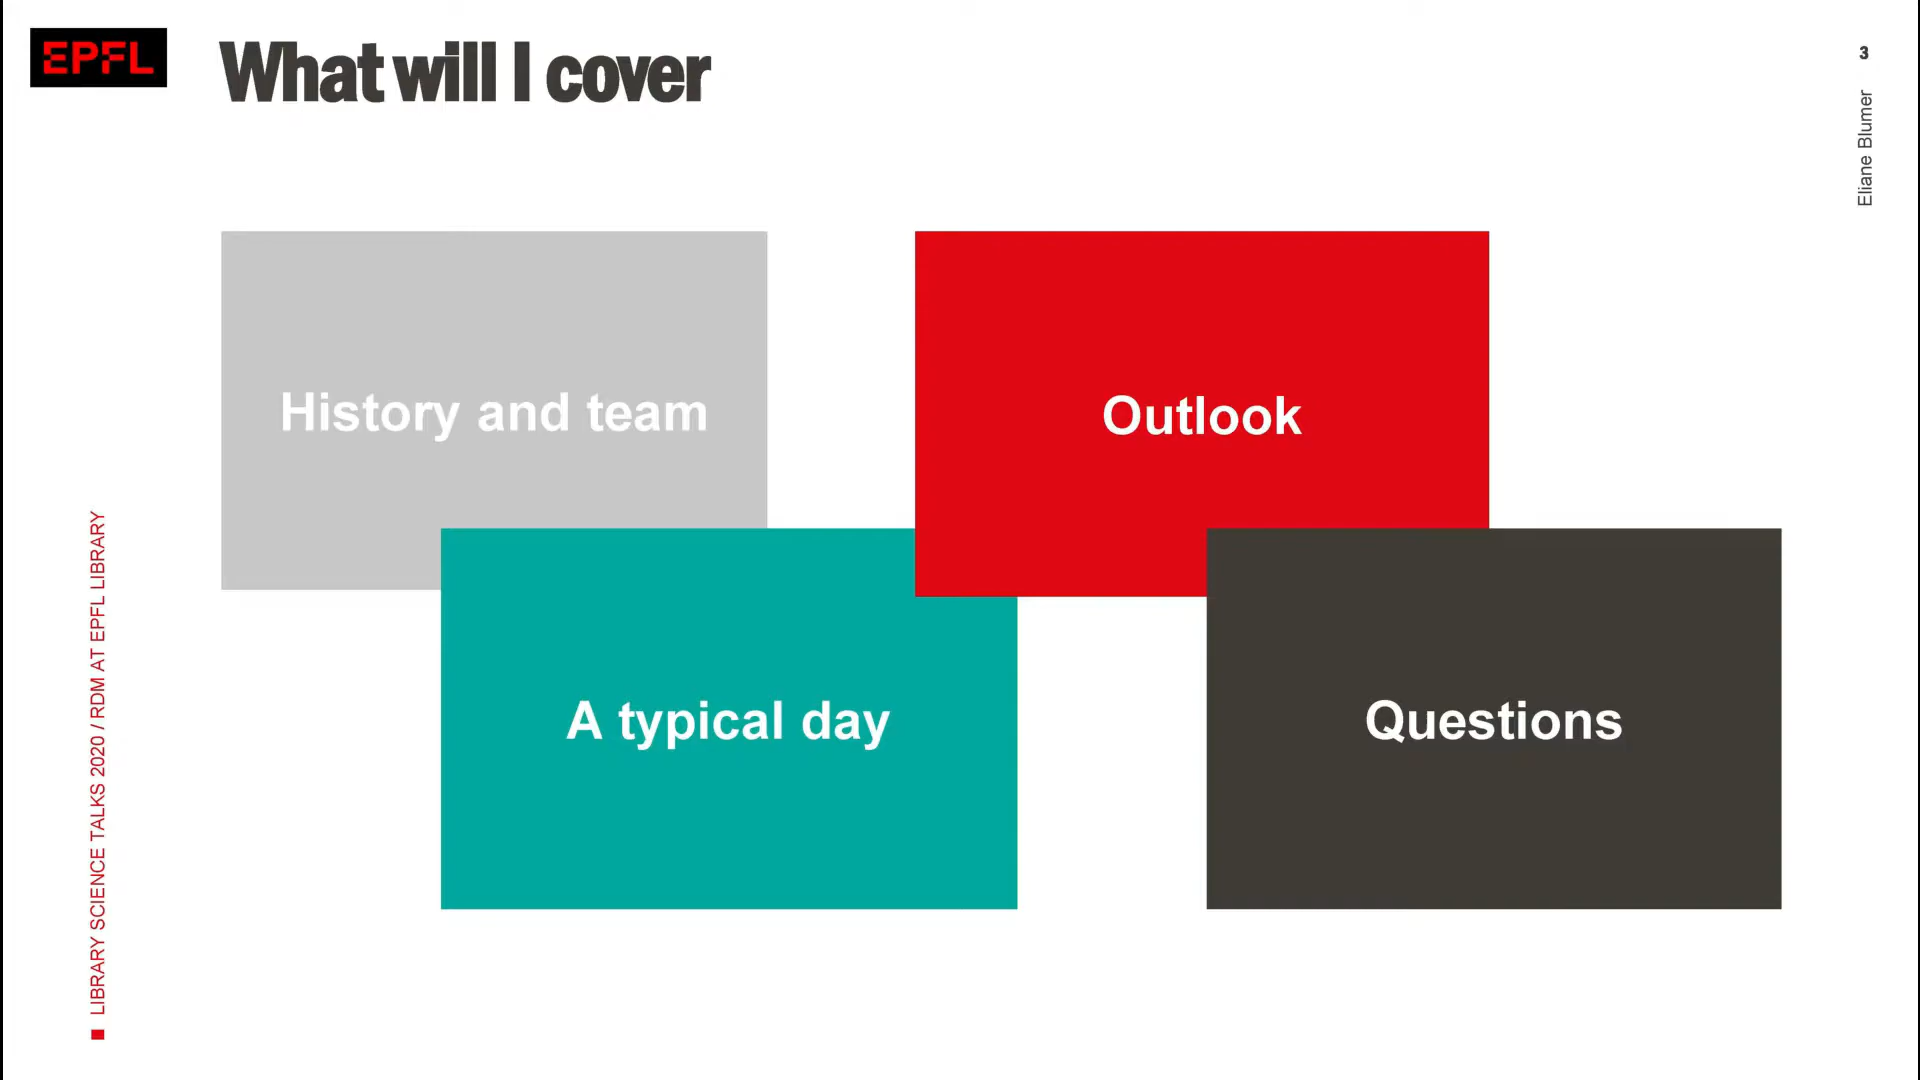 EPFL
What will I cover
3
Eliane Blumer
History and team
Outlook
A typical day
Questions
LIBRARY SCIENCE TALKS 2020 / RDM AT EPFL LIBRARY